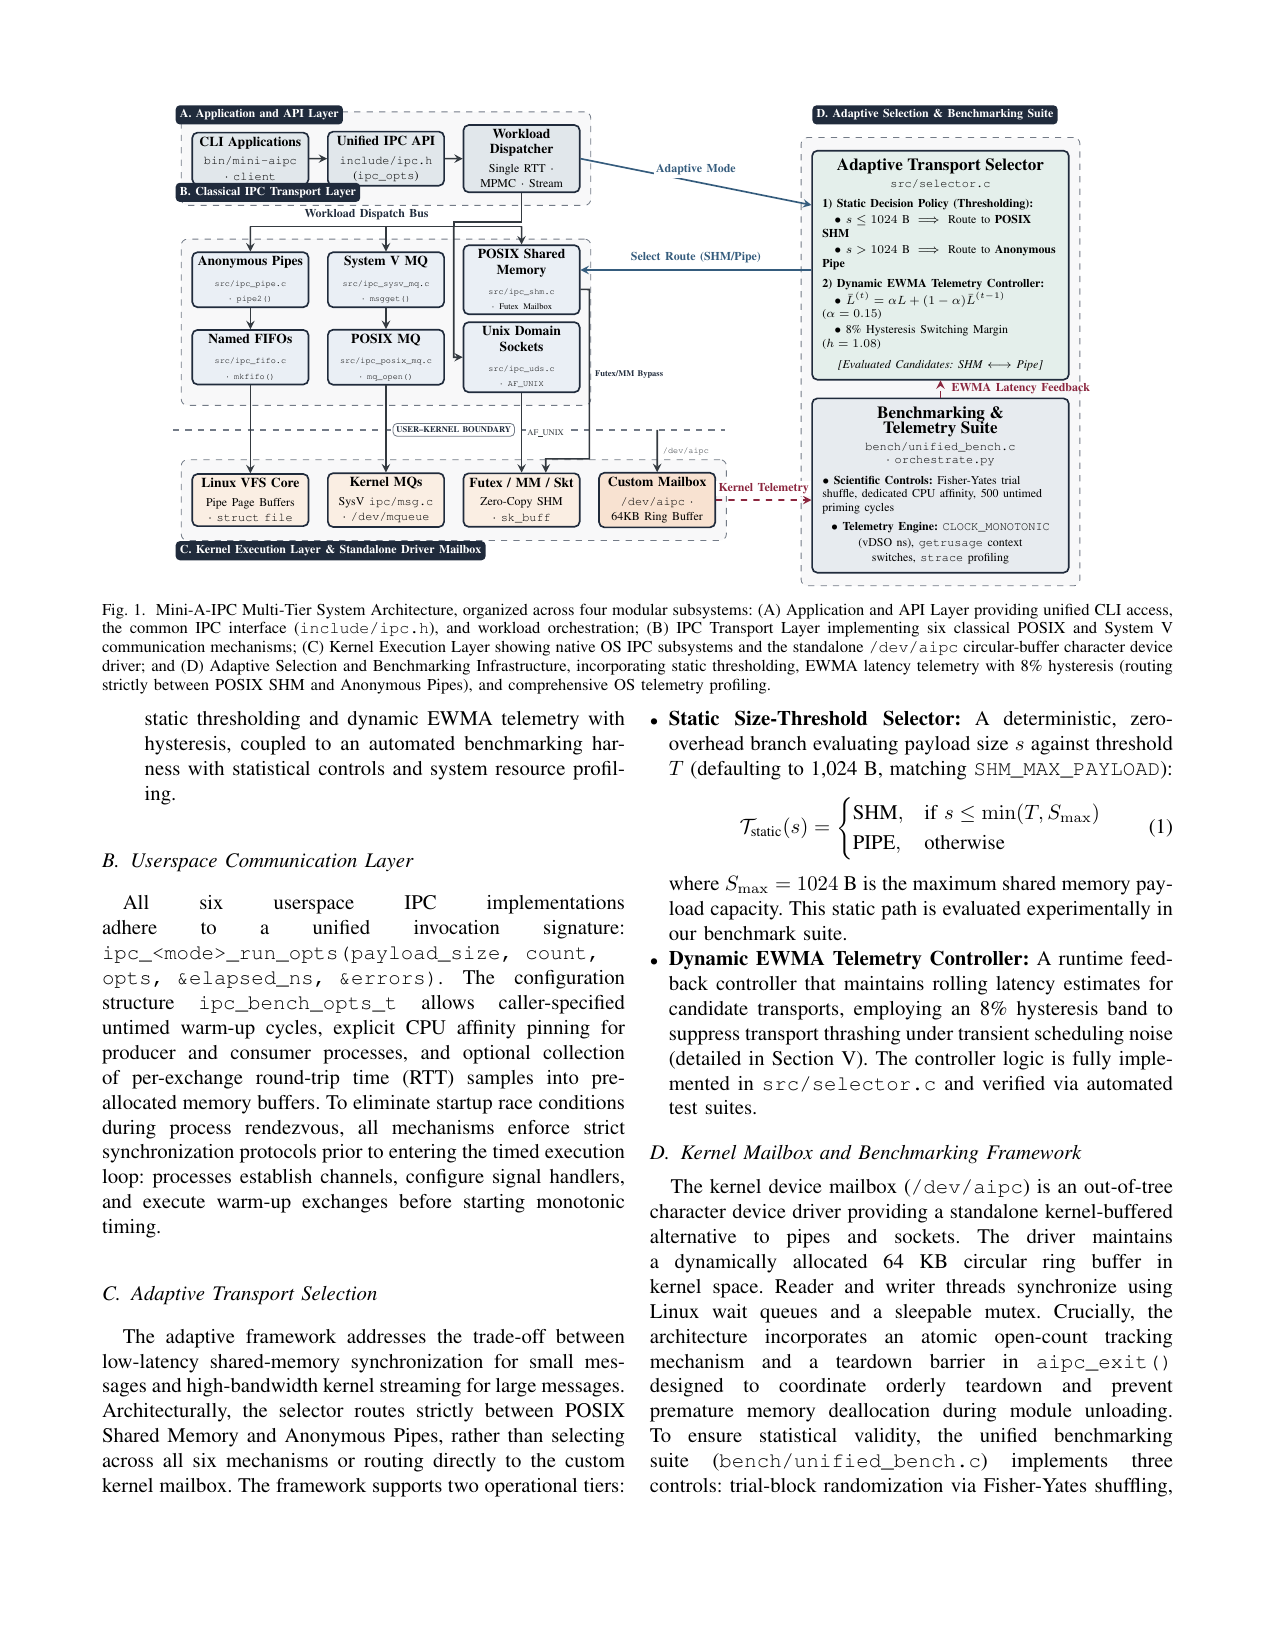 A. Application and API Layer
CLI Applications
bin/mini-aipc
· client
Unified IPC API
include/ipc.h
(ipc_opts)
Workload
Dispatcher
Single RTT ·
MPMC · Stream
B. Classical IPC Transport Layer
Workload Dispatch Bus
Anonymous Pipes
src/ipc_pipe.c
· pipe2()
System V MQ
src/ipc_sysv_mq.c
· msgget()
POSIX Shared
Memory
src/ipc_shm.c
· Futex Mailbox
Named FIFOs
src/ipc_fifo.c
· mkfifo()
POSIX MQ
src/ipc_posix_mq.c
· mq_open()
Unix Domain
Sockets
src/ipc_uds.c
· AF_UNIX
Futex/MM Bypass
USER–KERNEL BOUNDARY
AF_UNIX
/dev/aipc
Linux VFS Core
Pipe Page Buffers
· struct file
Kernel MQs
SysV ipc/msg.c
· /dev/mqueue
Futex / MM / Skt
Zero-Copy SHM
· sk_buff
Custom Mailbox
/dev/aipc ·
64KB Ring Buffer
C. Kernel Execution Layer & Standalone Driver Mailbox
Adaptive Mode
Select Route (SHM/Pipe)
Kernel Telemetry
D. Adaptive Selection & Benchmarking Suite
Adaptive Transport Selector
src/selector.c
1) Static Decision Policy (Thresholding):
• s ≤ 1024 B ⟹ Route to POSIX
SHM
• s > 1024 B ⟹ Route to Anonymous
Pipe
2) Dynamic EWMA Telemetry Controller:
• L̄^(t) = αL + (1 − α)L̄^(t−1)
(α = 0.15)
• 8% Hysteresis Switching Margin
(h = 1.08)
[Evaluated Candidates: SHM ⟷ Pipe]
EWMA Latency Feedback
Benchmarking &
Telemetry Suite
bench/unified_bench.c
· orchestrate.py
• Scientific Controls: Fisher-Yates trial
shuffle, dedicated CPU affinity, 500 untimed
priming cycles
• Telemetry Engine: CLOCK_MONOTONIC
(vDSO ns), getrusage context
switches, strace profiling
Fig. 1. Mini-A-IPC Multi-Tier System Architecture, organized across four modular subsystems: (A) Application and API Layer providing unified CLI access,
the common IPC interface (include/ipc.h), and workload orchestration; (B) IPC Transport Layer implementing six classical POSIX and System V
communication mechanisms; (C) Kernel Execution Layer showing native OS IPC subsystems and the standalone /dev/aipc circular-buffer character device
driver; and (D) Adaptive Selection and Benchmarking Infrastructure, incorporating static thresholding, EWMA latency telemetry with 8% hysteresis (routing
strictly between POSIX SHM and Anonymous Pipes), and comprehensive OS telemetry profiling.
static thresholding and dynamic EWMA telemetry with
hysteresis, coupled to an automated benchmarking har-
ness with statistical controls and system resource profil-
ing.
B. Userspace Communication Layer
All six userspace IPC implementations
adhere to a unified invocation signature:
ipc_<mode>_run_opts(payload_size, count,
opts, &elapsed_ns, &errors). The configuration
structure ipc_bench_opts_t allows caller-specified
untimed warm-up cycles, explicit CPU affinity pinning for
producer and consumer processes, and optional collection
of per-exchange round-trip time (RTT) samples into pre-
allocated memory buffers. To eliminate startup race conditions
during process rendezvous, all mechanisms enforce strict
synchronization protocols prior to entering the timed execution
loop: processes establish channels, configure signal handlers,
and execute warm-up exchanges before starting monotonic
timing.
C. Adaptive Transport Selection
The adaptive framework addresses the trade-off between
low-latency shared-memory synchronization for small mes-
sages and high-bandwidth kernel streaming for large messages.
Architecturally, the selector routes strictly between POSIX
Shared Memory and Anonymous Pipes, rather than selecting
across all six mechanisms or routing directly to the custom
kernel mailbox. The framework supports two operational tiers:
• Static Size-Threshold Selector: A deterministic, zero-
overhead branch evaluating payload size s against threshold
T (defaulting to 1,024 B, matching SHM_MAX_PAYLOAD):
𝒯static(s) = { SHM, if s ≤ min(T, Smax)
PIPE, otherwise (1)
where Smax = 1024 B is the maximum shared memory pay-
load capacity. This static path is evaluated experimentally in
our benchmark suite.
• Dynamic EWMA Telemetry Controller: A runtime feed-
back controller that maintains rolling latency estimates for
candidate transports, employing an 8% hysteresis band to
suppress transport thrashing under transient scheduling noise
(detailed in Section V). The controller logic is fully imple-
mented in src/selector.c and verified via automated
test suites.
D. Kernel Mailbox and Benchmarking Framework
The kernel device mailbox (/dev/aipc) is an out-of-tree
character device driver providing a standalone kernel-buffered
alternative to pipes and sockets. The driver maintains
a dynamically allocated 64 KB circular ring buffer in
kernel space. Reader and writer threads synchronize using
Linux wait queues and a sleepable mutex. Crucially, the
architecture incorporates an atomic open-count tracking
mechanism and a teardown barrier in aipc_exit()
designed to coordinate orderly teardown and prevent
premature memory deallocation during module unloading.
To ensure statistical validity, the unified benchmarking
suite (bench/unified_bench.c) implements three
controls: trial-block randomization via Fisher-Yates shuffling,